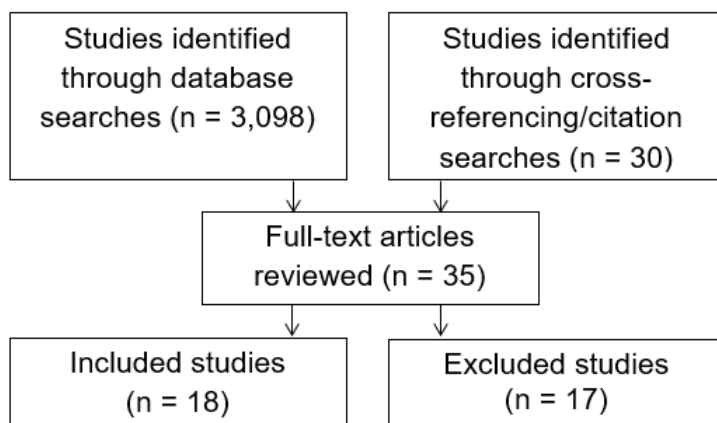 Studies identified
through database
searches (n = 3,098)
Studies identified
through cross-
referencing/citation
searches (n = 30)
Full-text articles
reviewed (n = 35)
Included studies
(n = 18)
Excluded studies
(n = 17)